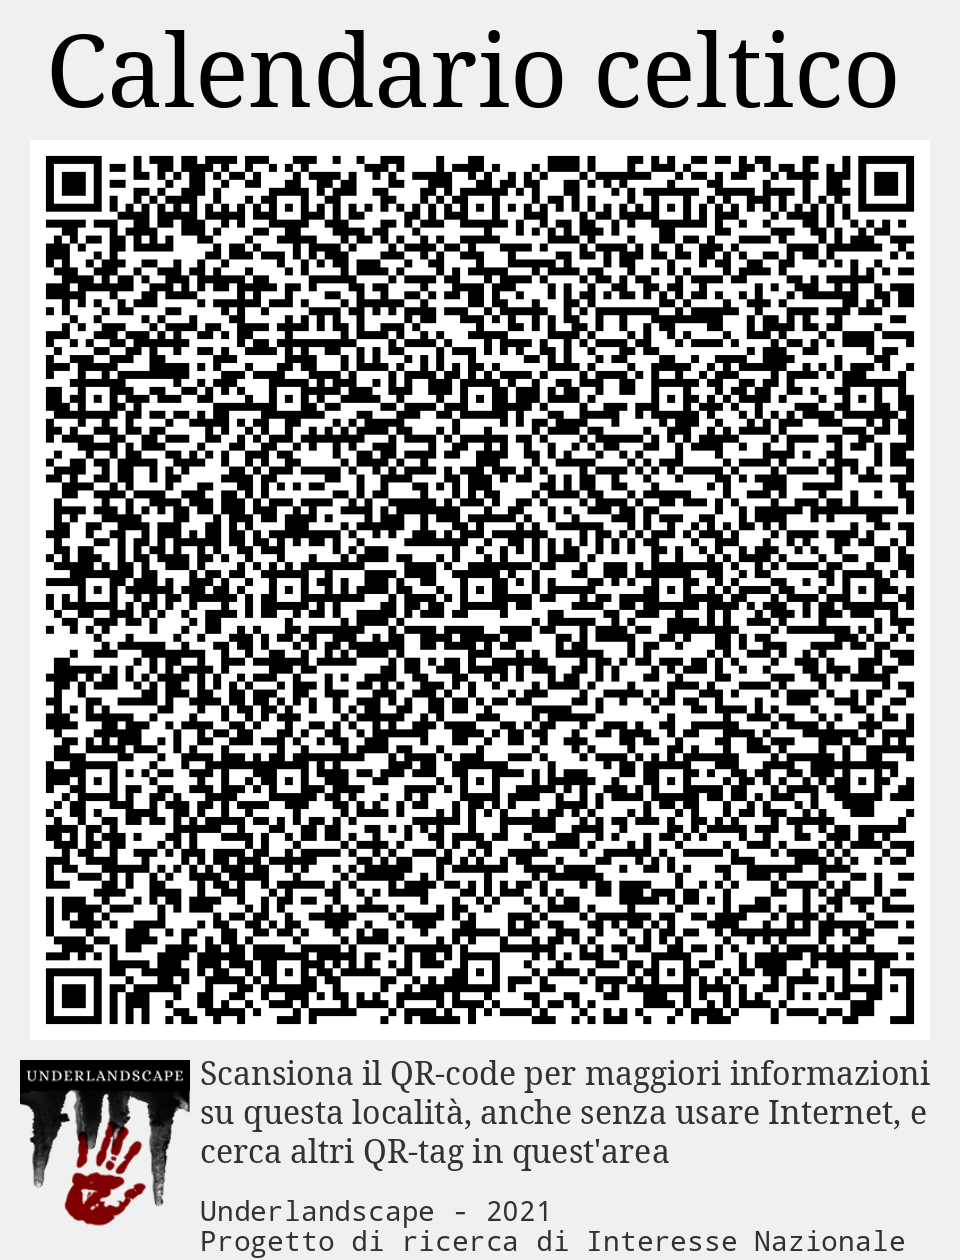 Calendario celtico
UNDERLANDSCAPE
Scansiona il QR-code per maggiori informazioni
su questa località, anche senza usare Internet, e
cerca altri QR-tag in quest'area
Underlandscape - 2021
Progetto di ricerca di Interesse Nazionale